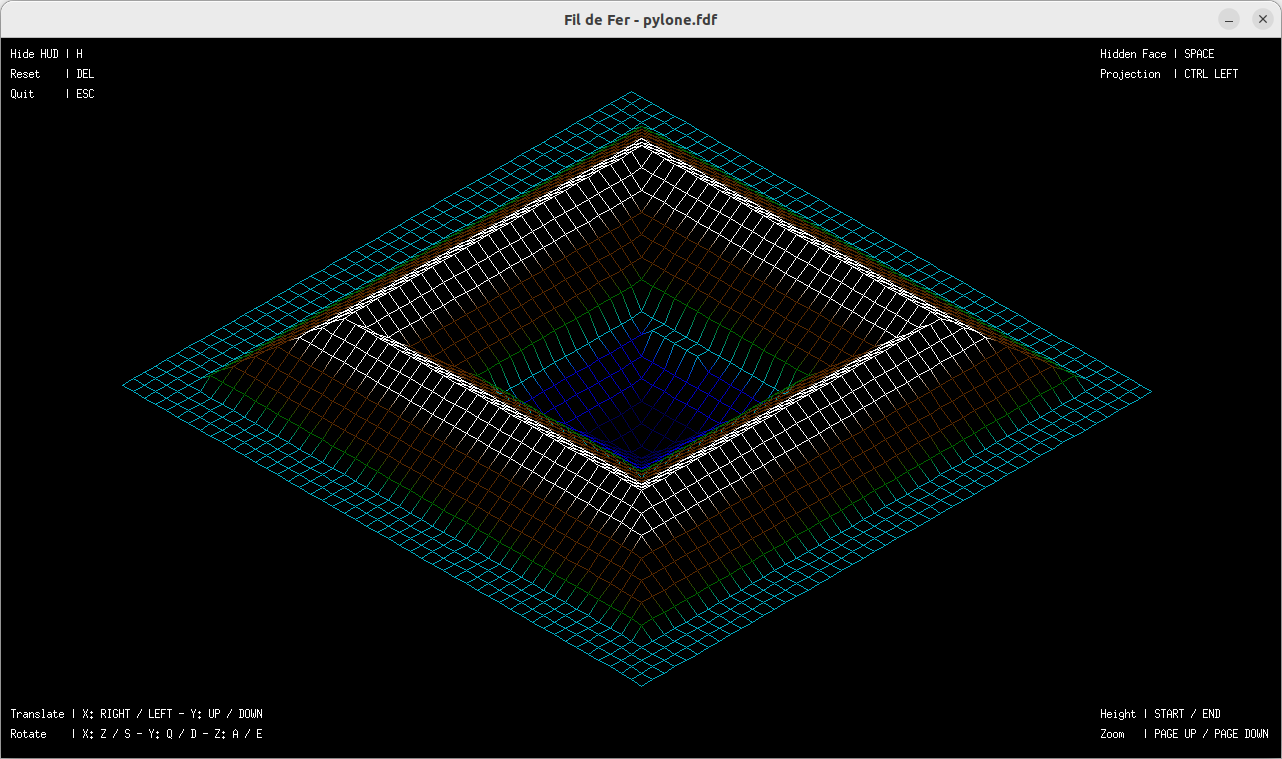 Fil de Fer - pylone.fdf
Hide HUD | H
Reset | DEL
Quit | ESC
Hidden Face | SPACE
Projection | CTRL LEFT
Translate | X: RIGHT / LEFT - Y: UP / DOWN
Rotate | X: Z / S - Y: Q / D - Z: A / E
Height | START / END
Zoom | PAGE UP / PAGE DOWN